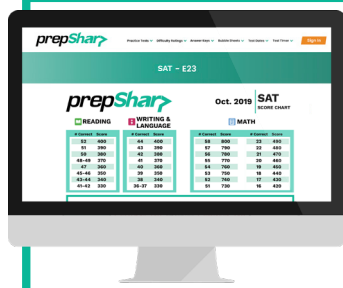 prepSharp
Practice Tests Difficulty Ratings Answer Keys Bubble Sheets Test Dates Test Timer Sign In
SAT – E23
prepSharp
Oct. 2019 SAT
SCORE CHART
READING WRITING & LANGUAGE MATH
# Correct Score # Correct Score # Correct Score # Correct Score
52 400 44 400 58 800 23 490
51 390 43 390 57 790 22 480
50 380 42 380 56 780 21 470
48-49 370 41 370 55 770 20 460
47 360 40 360 54 760 19 450
45-46 350 39 350 53 750 18 440
43-44 340 38 340 52 740 17 430
41-42 330 36-37 330 51 730 16 420